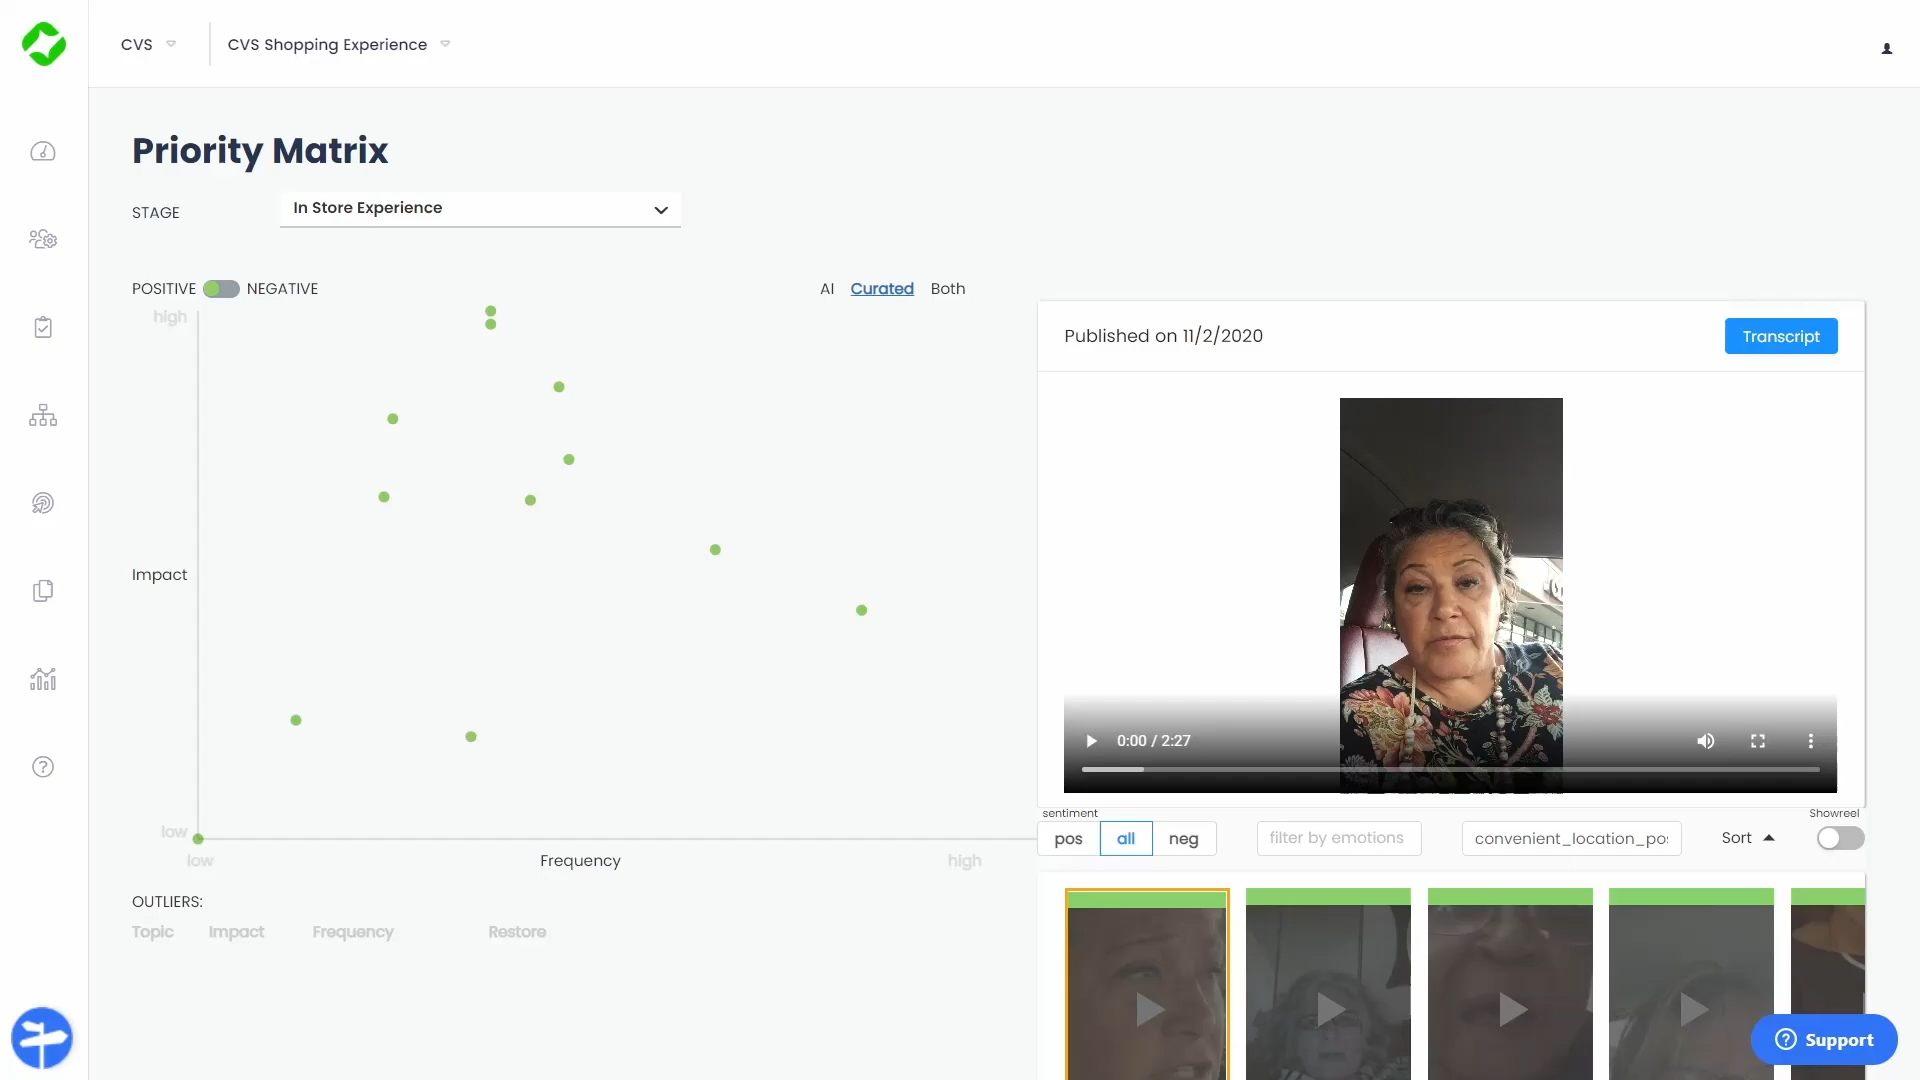 CVS
CVS Shopping Experience
Priority Matrix
STAGE
In Store Experience
POSITIVE
NEGATIVE
AI
Curated
Both
high
Impact
low
low
Frequency
high
OUTLIERS:
Topic
Impact
Frequency
Restore
Published on 11/2/2020
Transcript
0:00 / 2:27
sentiment
Showreel
pos
all
neg
filter by emotions
convenient_location_po
Sort
Support